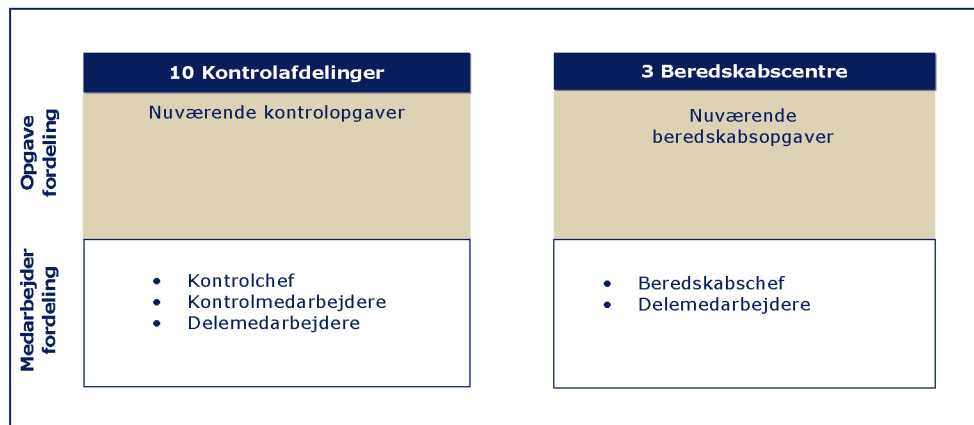 10 Kontrolafdelinger
Nuværende kontrolopgaver
3 Beredskabscentre
Nuværende
beredskabsopgaver
Opgave
fordeling
Medarbejder
fordeling
• Kontrolchef
• Kontrolmedarbejdere
• Delemedarbejdere
• Beredskabschef
• Delemedarbejdere